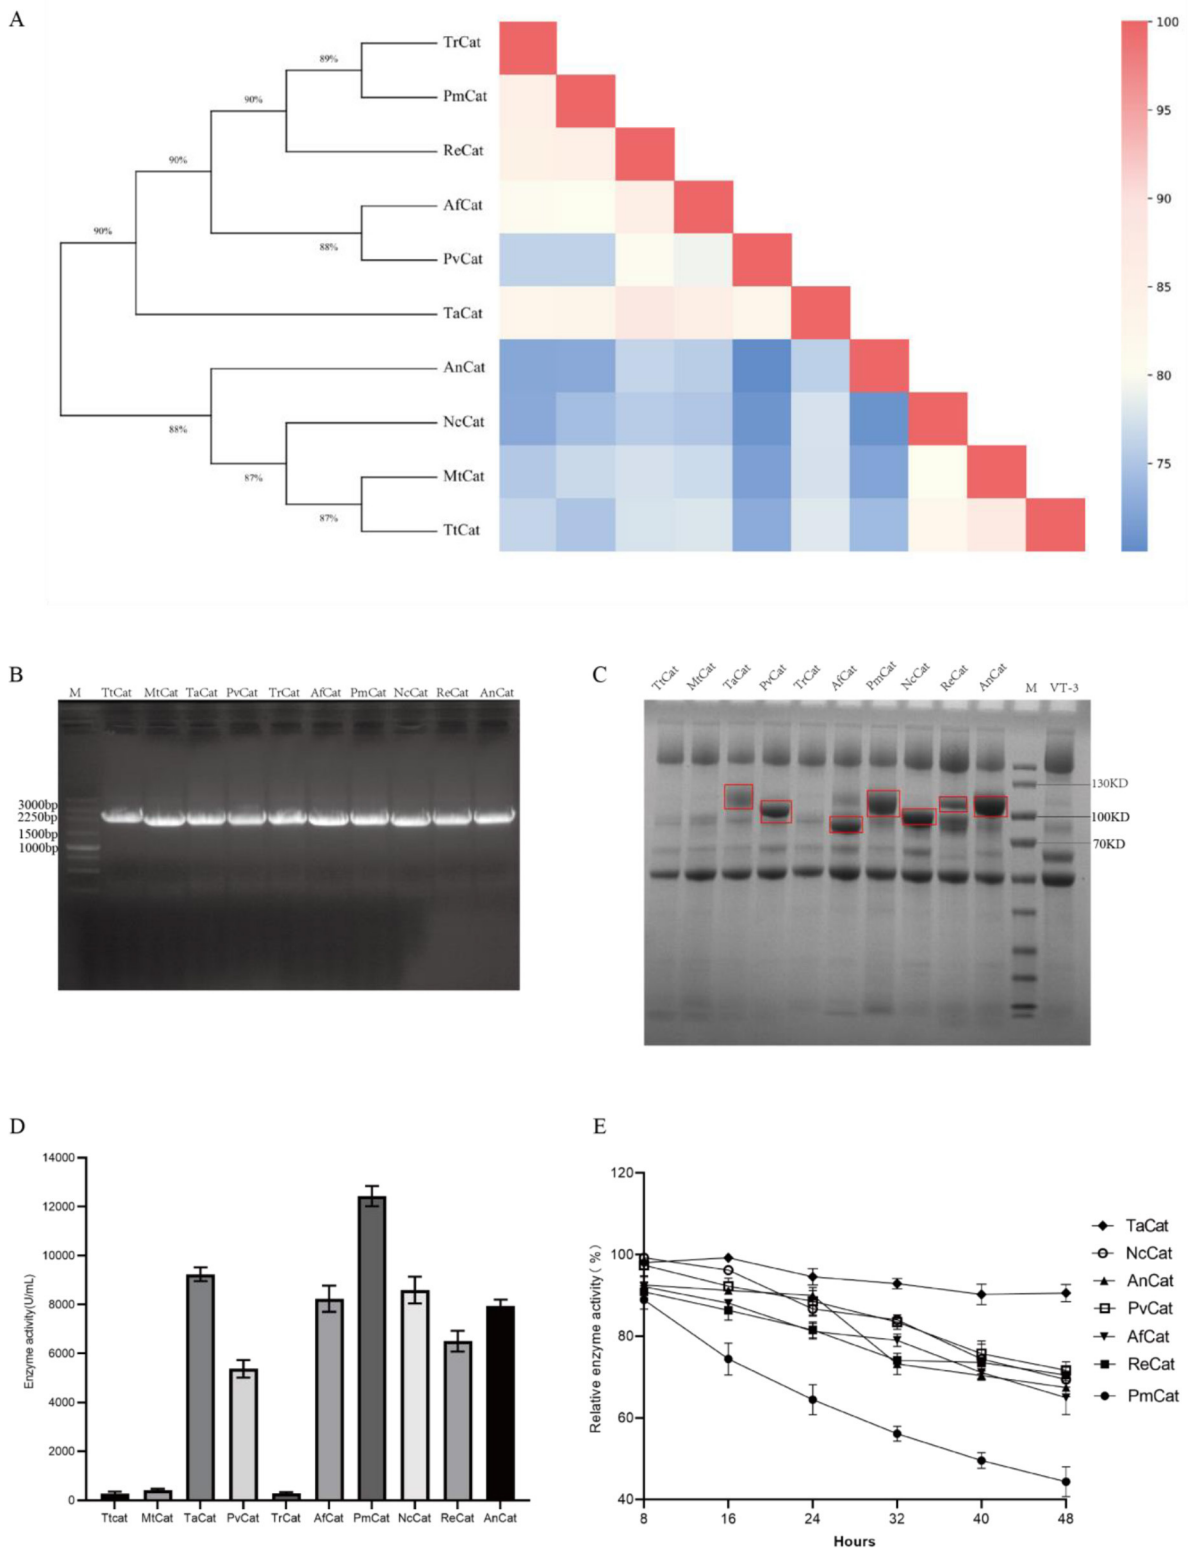 A
TrCat
PmCat
ReCat
AfCat
PvCat
TaCat
AnCat
NcCat
MtCat
TtCat
89%
90%
90%
88%
90%
88%
87%
87%
100
95
90
85
80
75
B
M TtCat MtCat TaCat PvCat TrCat AfCat PmCat NcCat ReCat AnCat
3000bp
2250bp
1500bp
1000bp
C
TtCat MtCat TaCat PvCat TrCat AfCat PmCat NcCat ReCat AnCat M VT-3
130KD
100KD
70KD
D
Enzyme activity(U/mL)
14000
12000
10000
8000
6000
4000
2000
0
Ttcat MtCat TaCat PvCat TrCat AfCat PmCat NcCat ReCat AnCat
E
Relative enzyme activity( %)
120
100
80
60
40
8 16 24 32 40 48
Hours
TaCat
NcCat
AnCat
PvCat
AfCat
ReCat
PmCat